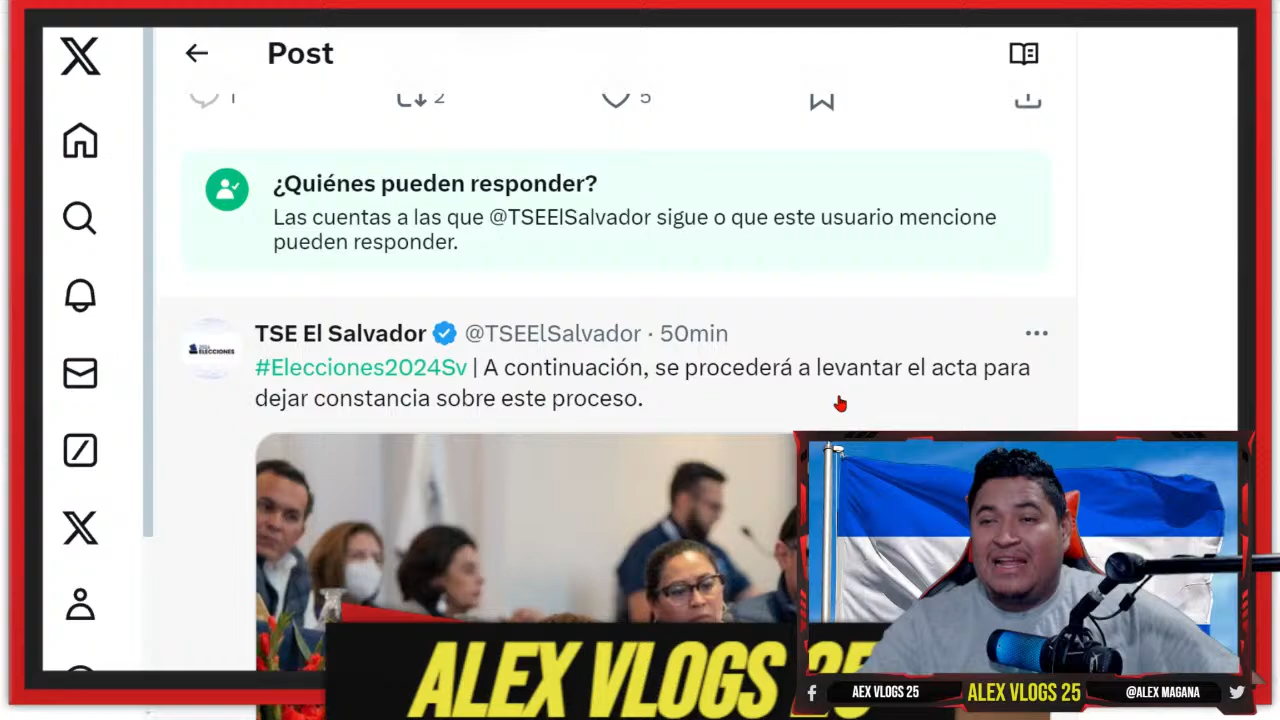 Post
1
2
5
¿Quiénes pueden responder?
Las cuentas a las que @TSEElSalvador sigue o que este usuario mencione
pueden responder.
TSE El Salvador @TSEElSalvador · 50min
#Elecciones2024Sv | A continuación, se procederá a levantar el acta para
dejar constancia sobre este proceso.
ELECCIONES
ALEX VLOGS 25
AEX VLOGS 25
ALEX VLOGS 25
@ALEX MAGANA